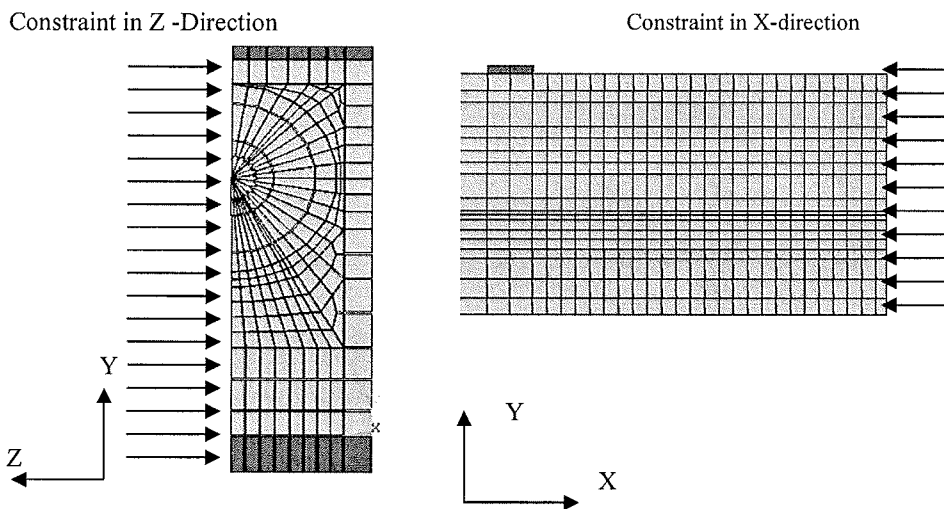 Constraint in Z -Direction
Constraint in X-direction
Y
Z
x
Y
X